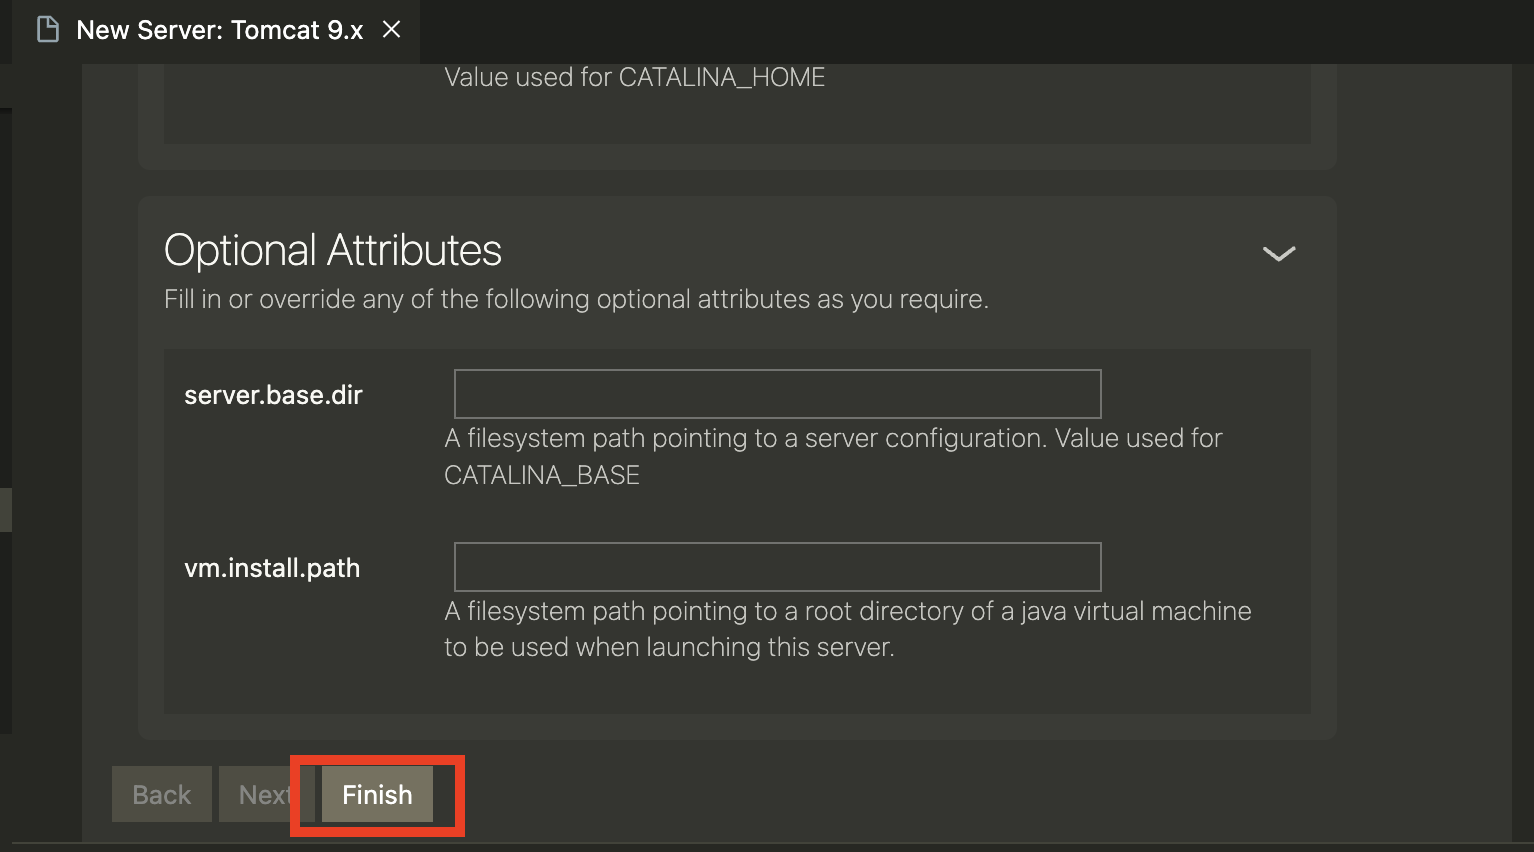 New Server: Tomcat 9.x
Value used for CATALINA_HOME
Optional Attributes
Fill in or override any of the following optional attributes as you require.
server.base.dir
A filesystem path pointing to a server configuration. Value used for
CATALINA_BASE
vm.install.path
A filesystem path pointing to a root directory of a java virtual machine
to be used when launching this server.
Back Next Finish